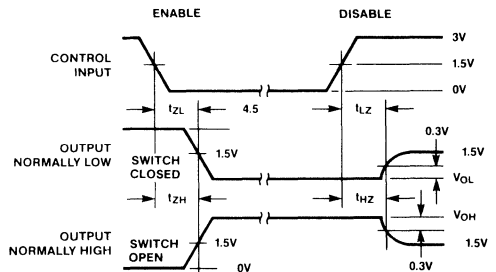 ENABLE DISABLE
CONTROL INPUT
3V
1.5V
0V
tZL 4.5 tLZ
0.3V
OUTPUT NORMALLY LOW
SWITCH CLOSED
1.5V
1.5V
VOL
tZH tHZ
VOH
OUTPUT NORMALLY HIGH
SWITCH OPEN
1.5V
1.5V
0V
0.3V